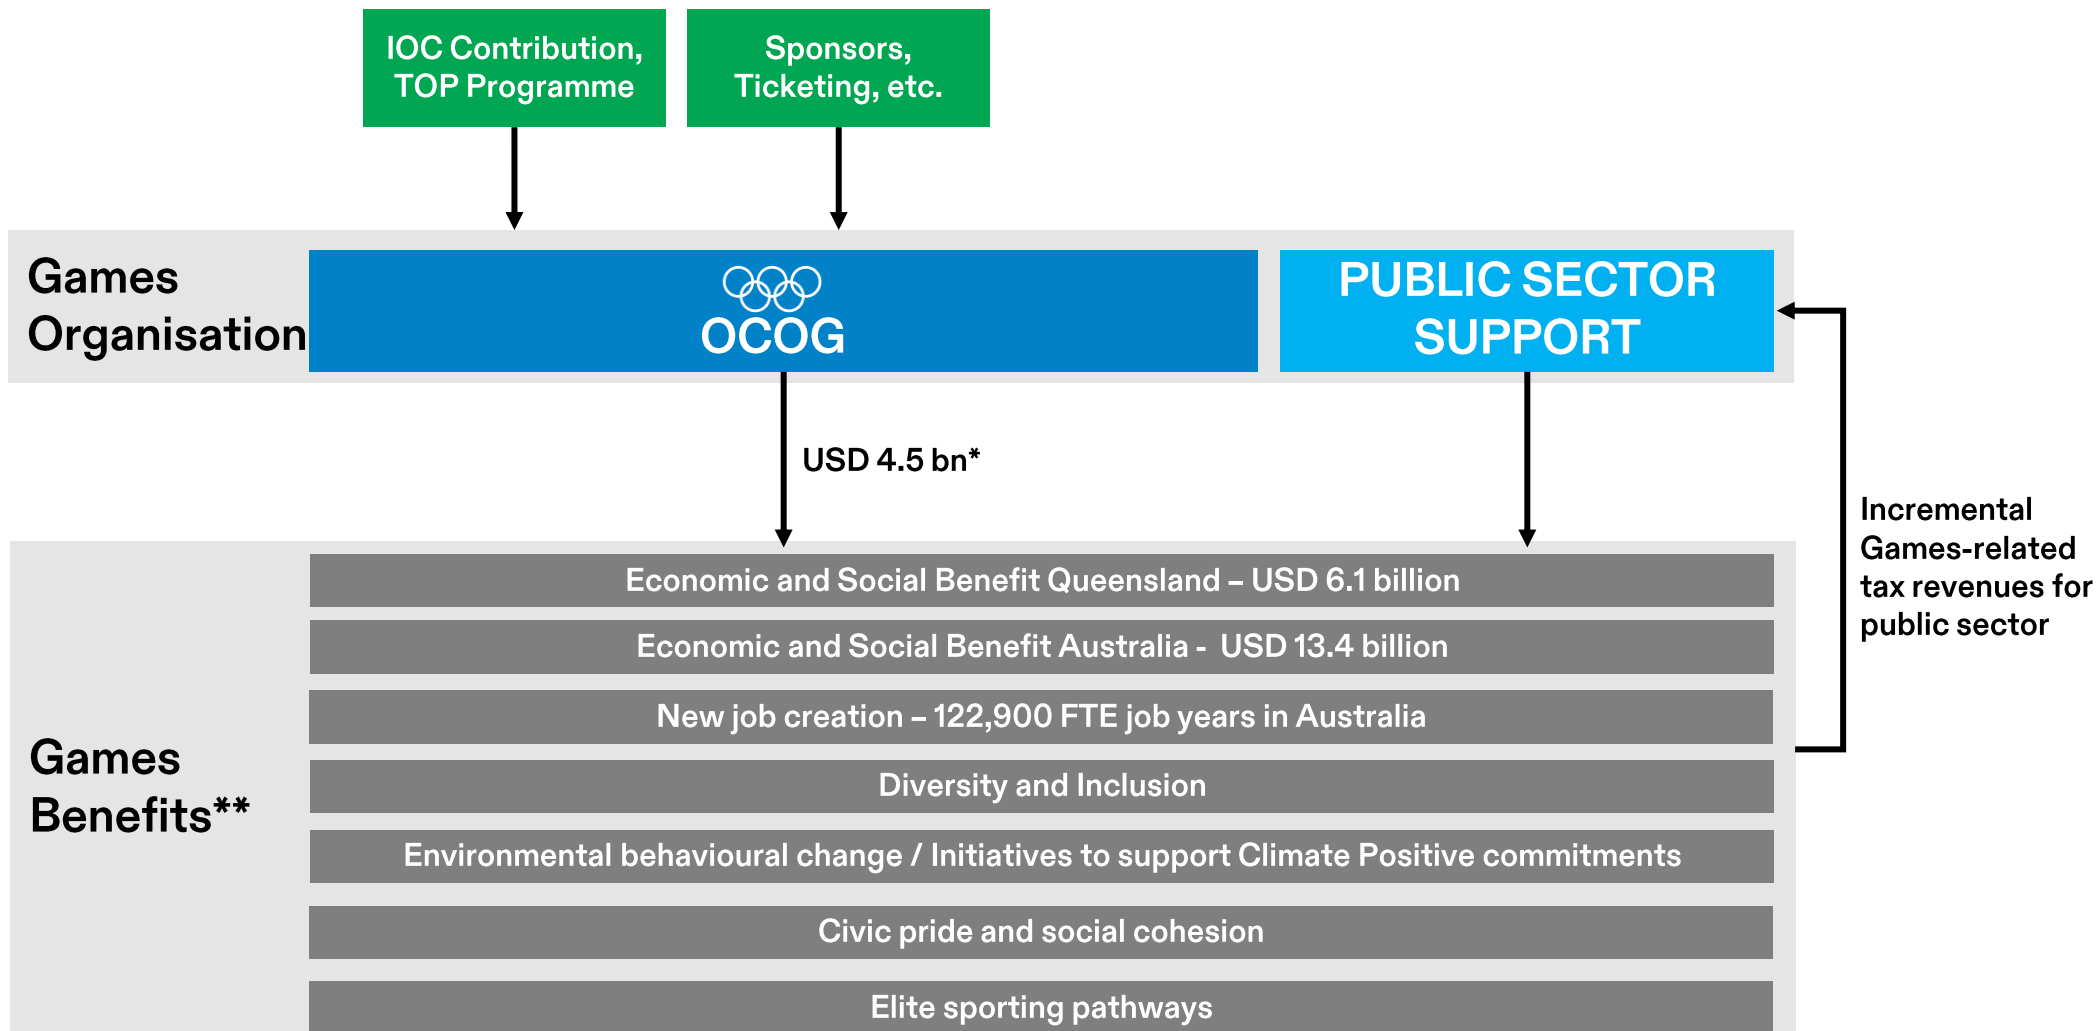 IOC Contribution,
TOP Programme
Sponsors,
Ticketing, etc.
Games
Organisation
OCOG
PUBLIC SECTOR
SUPPORT
USD 4.5 bn*
Incremental
Games-related
tax revenues for
public sector
Games
Benefits**
Economic and Social Benefit Queensland – USD 6.1 billion
Economic and Social Benefit Australia - USD 13.4 billion
New job creation – 122,900 FTE job years in Australia
Diversity and Inclusion
Environmental behavioural change / Initiatives to support Climate Positive commitments
Civic pride and social cohesion
Elite sporting pathways